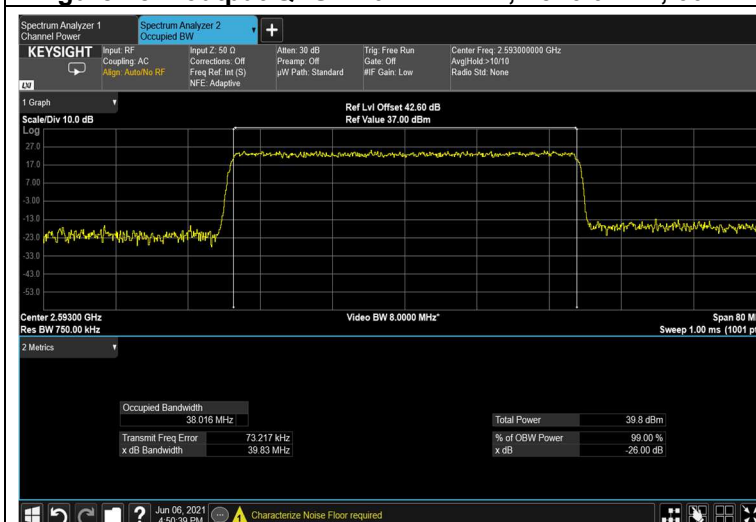 Spectrum Analyzer 1
Channel Power
Spectrum Analyzer 2
Occupied BW
+
KEYSIGHT
LXI
Input: RF
Coupling: AC
Align: Auto/No RF
Input Z: 50 Ω
Corrections: Off
Freq Ref: Int (S)
NFE: Adaptive
Atten: 30 dB
Preamp: Off
µW Path: Standard
Trig: Free Run
Gate: Off
#IF Gain: Low
Center Freq: 2.593000000 GHz
Avg|Hold:>10/10
Radio Std: None
1 Graph
Scale/Div 10.0 dB
Ref Lvl Offset 42.60 dB
Ref Value 37.00 dBm
Log
27.0
17.0
7.00
-3.00
-13.0
-23.0
-33.0
-43.0
-53.0
Center 2.59300 GHz
Res BW 750.00 kHz
Video BW 8.0000 MHz*
Span 80 M
Sweep 1.00 ms (1001 pt
2 Metrics
Occupied Bandwidth
38.016 MHz
Transmit Freq Error 73.217 kHz
x dB Bandwidth 39.83 MHz
Total Power 39.8 dBm
% of OBW Power 99.00 %
x dB -26.00 dB
Jun 06, 2021
4:50:39 PM
Characterize Noise Floor required